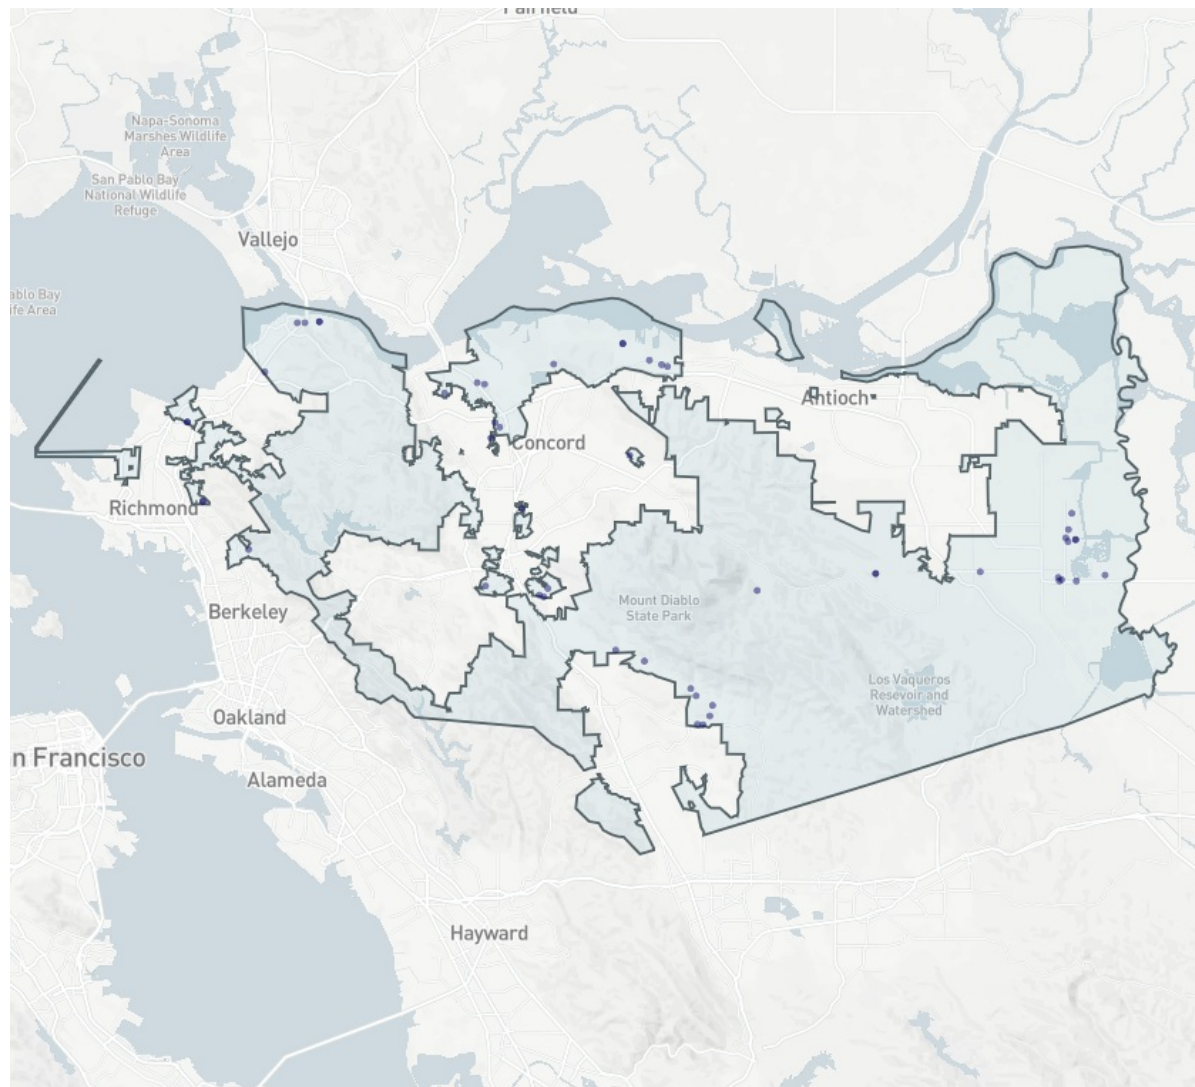 Fairfield
Napa-Sonoma
Marshes Wildlife
Area
San Pablo Bay
National Wildlife
Refuge
Vallejo
ablo Bay
ife Area
Antioch
Concord
Richmond
Mount Diablo
State Park
Berkeley
Los Vaqueros
Resevoir and
Watershed
Oakland
n Francisco
Alameda
Hayward